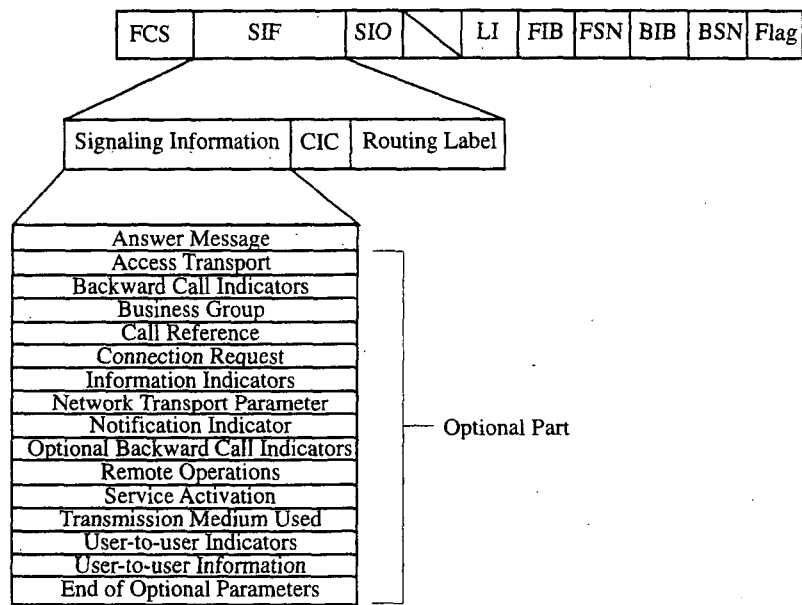 FCS SIF SIO LI FIB FSN BIB BSN Flag
Signaling Information CIC Routing Label
Answer Message
Access Transport
Backward Call Indicators
Business Group
Call Reference
Connection Request
Information Indicators
Network Transport Parameter
Notification Indicator
Optional Backward Call Indicators
Optional Part
Remote Operations
Service Activation
Transmission Medium Used
User-to-user Indicators
User-to-user Information
End of Optional Parameters